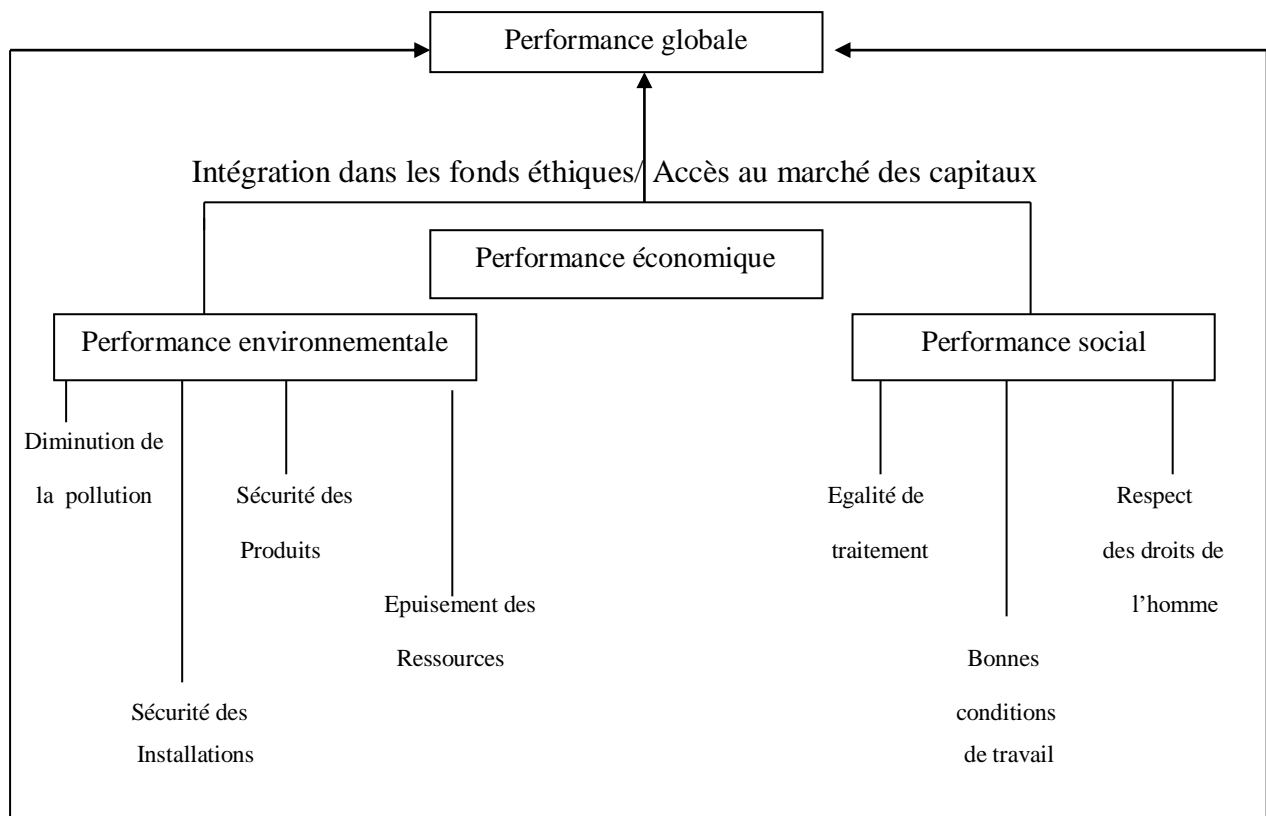 Performance globale
Intégration dans les fonds éthiques/ Accès au marché des capitaux
Performance économique
Performance environnementale
Performance social
Diminution de
la pollution
Sécurité des
Produits
Epuisement des
Ressources
Sécurité des
Installations
Egalité de
traitement
Bonnes
conditions
de travail
Respect
des droits de
l’homme